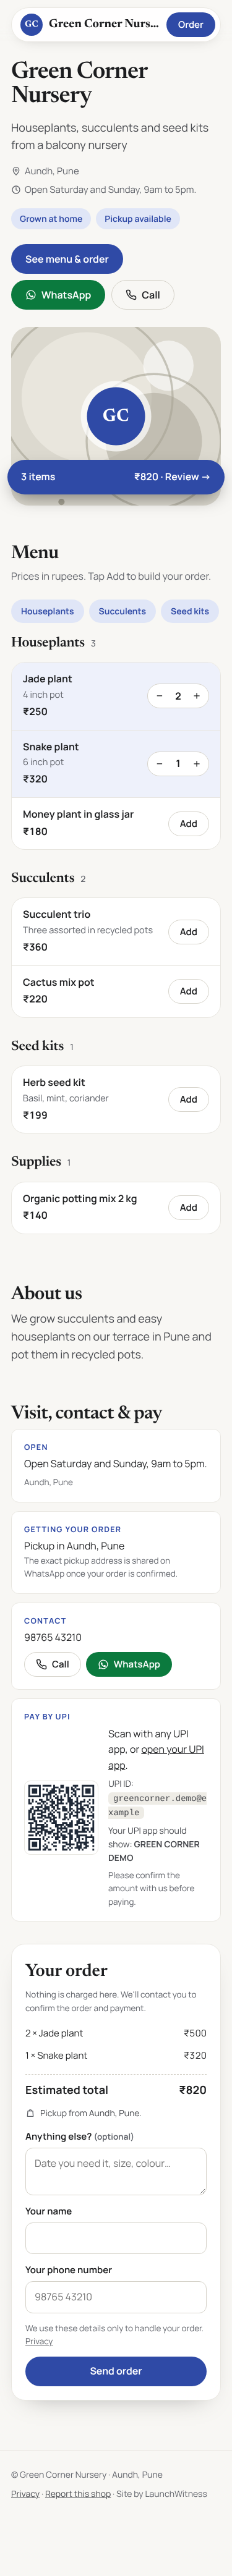 GC Green Corner Nurs... Order
Green Corner
Nursery
Houseplants, succulents and seed kits
from a balcony nursery
Aundh, Pune
Open Saturday and Sunday, 9am to 5pm.
Grown at home Pickup available
See menu & order
WhatsApp Call
GC
3 items ₹820 · Review →
Menu
Prices in rupees. Tap Add to build your order.
Houseplants Succulents Seed kits
Houseplants 3
Jade plant
4 inch pot
₹250
− 2 +
Snake plant
6 inch pot
₹320
− 1 +
Money plant in glass jar
₹180
Add
Succulents 2
Succulent trio
Three assorted in recycled pots
₹360
Add
Cactus mix pot
₹220
Add
Seed kits 1
Herb seed kit
Basil, mint, coriander
₹199
Add
Supplies 1
Organic potting mix 2 kg
₹140
Add
About us
We grow succulents and easy
houseplants on our terrace in Pune and
pot them in recycled pots.
Visit, contact & pay
OPEN
Open Saturday and Sunday, 9am to 5pm.
Aundh, Pune
GETTING YOUR ORDER
Pickup in Aundh, Pune
The exact pickup address is shared on
WhatsApp once your order is confirmed.
CONTACT
98765 43210
Call WhatsApp
PAY BY UPI
Scan with any UPI
app, or open your UPI
app.
UPI ID:
greencorner.demo@e
xample
Your UPI app should
show: GREEN CORNER
DEMO
Please confirm the
amount with us before
paying.
Your order
Nothing is charged here. We'll contact you to
confirm the order and payment.
2 × Jade plant ₹500
1 × Snake plant ₹320
Estimated total ₹820
Pickup from Aundh, Pune.
Anything else? (optional)
Date you need it, size, colour...
Your name
Your phone number
98765 43210
We use these details only to handle your order.
Privacy
Send order
© Green Corner Nursery · Aundh, Pune
Privacy · Report this shop · Site by LaunchWitness